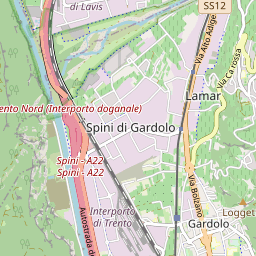 di Lavis
SS12
Via Alto Adige
Via Ca rossa
Lamar
ento Nord (Interporto doganale)
Spini di Gardolo
Spini - A22
Spini - A22
Via Bolzano
Interporto
di Trento
Autostrada de
Logget
Gardolo